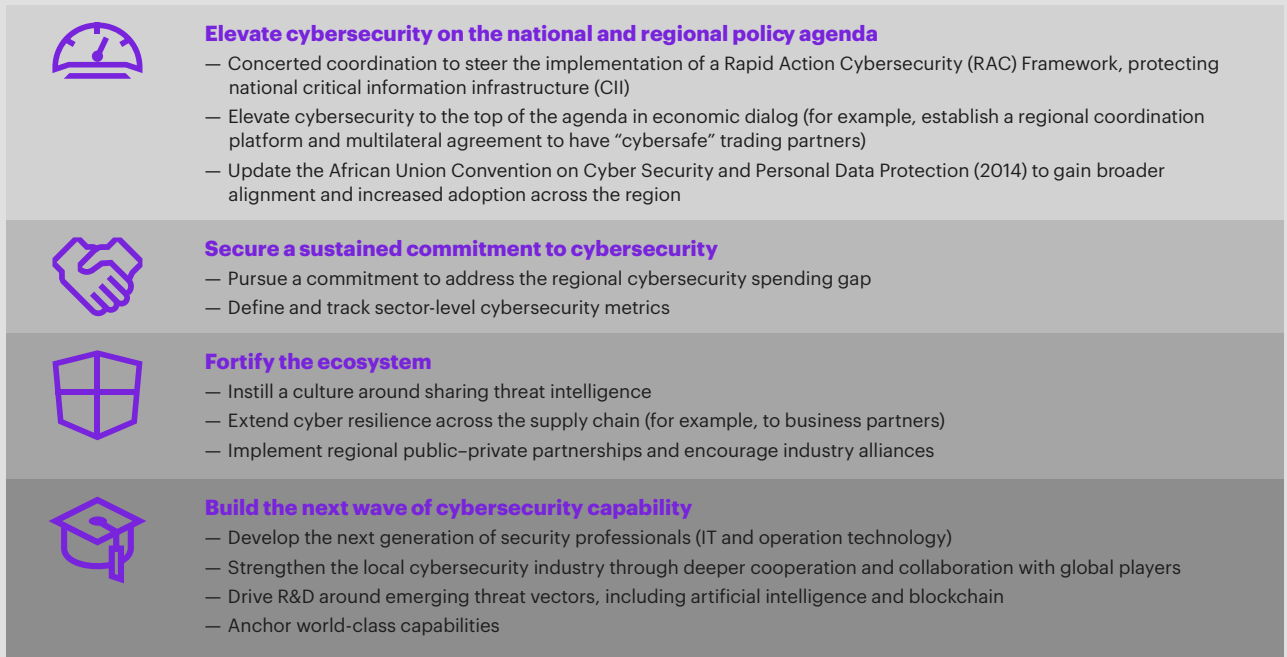 Elevate cybersecurity on the national and regional policy agenda
— Concerted coordination to steer the implementation of a Rapid Action Cybersecurity (RAC) Framework, protecting
national critical information infrastructure (CII)
— Elevate cybersecurity to the top of the agenda in economic dialog (for example, establish a regional coordination
platform and multilateral agreement to have “cybersafe” trading partners)
— Update the African Union Convention on Cyber Security and Personal Data Protection (2014) to gain broader
alignment and increased adoption across the region
Secure a sustained commitment to cybersecurity
— Pursue a commitment to address the regional cybersecurity spending gap
— Define and track sector-level cybersecurity metrics
Fortify the ecosystem
— Instill a culture around sharing threat intelligence
— Extend cyber resilience across the supply chain (for example, to business partners)
— Implement regional public–private partnerships and encourage industry alliances
Build the next wave of cybersecurity capability
— Develop the next generation of security professionals (IT and operation technology)
— Strengthen the local cybersecurity industry through deeper cooperation and collaboration with global players
— Drive R&D around emerging threat vectors, including artificial intelligence and blockchain
— Anchor world-class capabilities